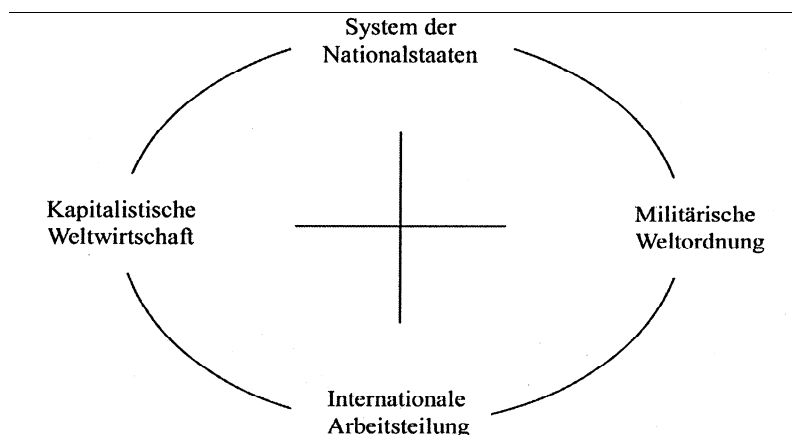 System der
Nationalstaaten
Kapitalistische
Weltwirtschaft
Militärische
Weltordnung
Internationale
Arbeitsteilung